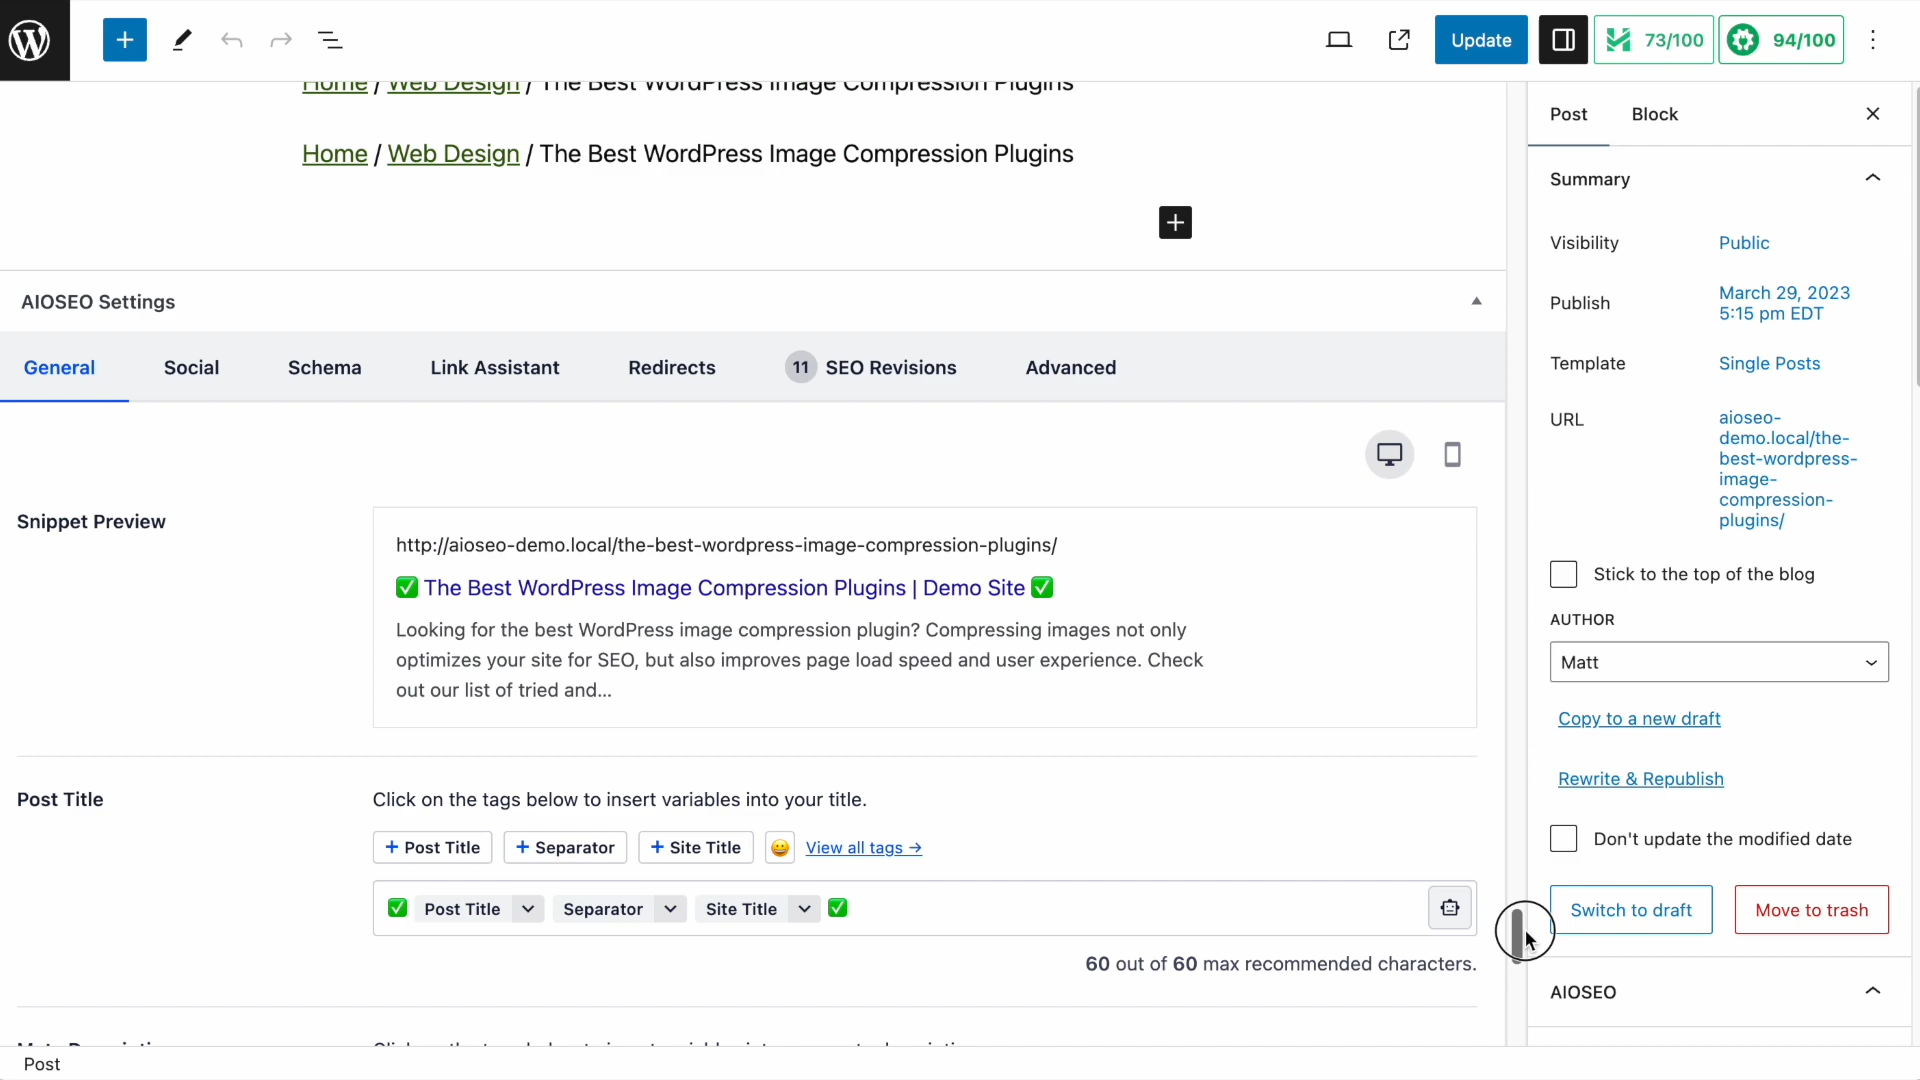 Update
73/100
94/100
Home / Web Design / The Best WordPress Image Compression Plugins
Home / Web Design / The Best WordPress Image Compression Plugins
AIOSEO Settings
General
Social
Schema
Link Assistant
Redirects
11 SEO Revisions
Advanced
Snippet Preview
http://aioseo-demo.local/the-best-wordpress-image-compression-plugins/
✅ The Best WordPress Image Compression Plugins | Demo Site ✅
Looking for the best WordPress image compression plugin? Compressing images not only
optimizes your site for SEO, but also improves page load speed and user experience. Check
out our list of tried and...
Post Title
Click on the tags below to insert variables into your title.
+ Post Title
+ Separator
+ Site Title
View all tags →
✅ Post Title Separator Site Title ✅
60 out of 60 max recommended characters.
Post
Post
Block
Summary
Visibility
Public
Publish
March 29, 2023
5:15 pm EDT
Template
Single Posts
URL
aioseo-
demo.local/the-
best-wordpress-
image-
compression-
plugins/
Stick to the top of the blog
AUTHOR
Matt
Copy to a new draft
Rewrite & Republish
Don't update the modified date
Switch to draft
Move to trash
AIOSEO